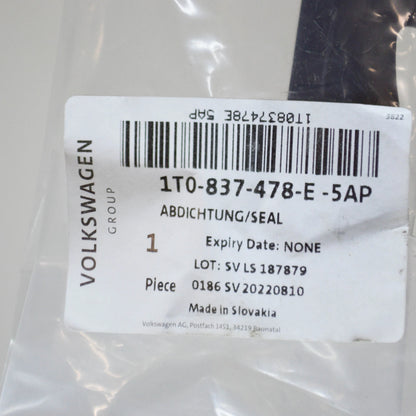 1T0837478E 5AP
3822
1T0-837-478-E -5AP
ABDICHTUNG/SEAL
1
Expiry Date: NONE
LOT: SV LS 187879
Piece 0186 SV 20220810
Made in Slovakia
Volkswagen AG, Postfach 1451, 34219 Baunatal
VOLKSWAGEN
GROUP